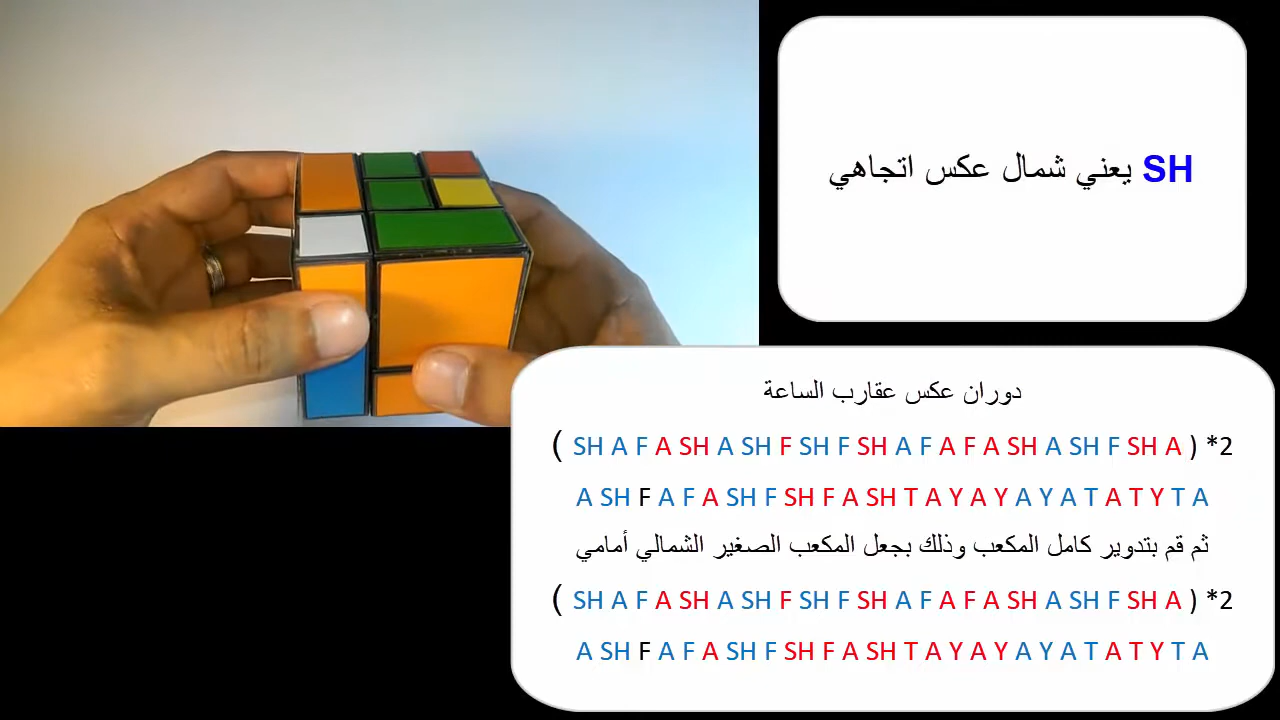 SH يعني شمال عكس اتجاهي
دوران عكس عقارب الساعة
( SH A F A SH A SH F SH F SH A F A F A SH A SH F SH A ) *2
A SH F A F A SH F SH F A SH T A Y A Y A Y A T A T Y T A
ثم قم بتدوير كامل المكعب وذلك بجعل المكعب الصغير الشمالي أمامي
( SH A F A SH A SH F SH F SH A F A F A SH A SH F SH A ) *2
A SH F A F A SH F SH F A SH T A Y A Y A Y A T A T Y T A